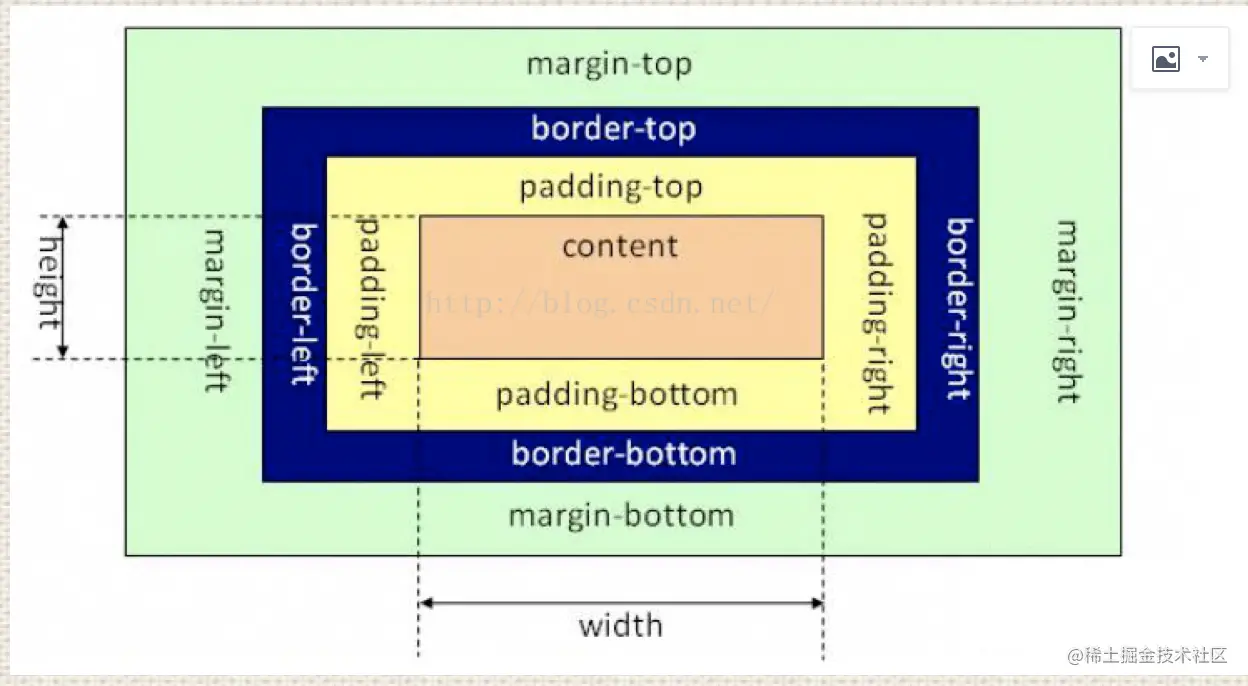 margin-top
border-top
padding-top
height
margin-left
border-left
padding-left
content
http://blog.csdn.net/
padding-right
border-right
margin-right
padding-bottom
border-bottom
margin-bottom
width
@稀土掘金技术社区